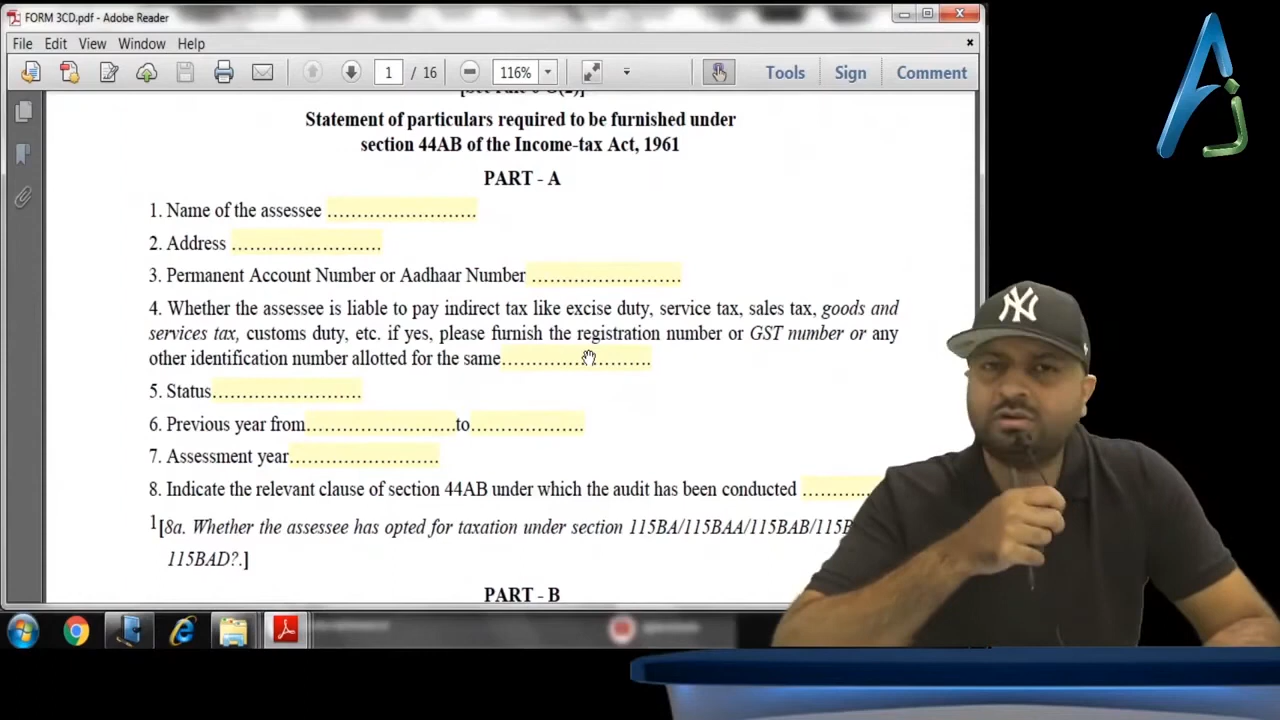 FORM 3CD.pdf - Adobe Reader
File Edit View Window Help
1 / 16 116% Tools Sign Comment
Statement of particulars required to be furnished under
section 44AB of the Income-tax Act, 1961
PART - A
1. Name of the assessee ...........................
2. Address ...........................
3. Permanent Account Number or Aadhaar Number ...........................
4. Whether the assessee is liable to pay indirect tax like excise duty, service tax, sales tax, goods and
services tax, customs duty, etc. if yes, please furnish the registration number or GST number or any
other identification number allotted for the same...........................
5. Status...........................
6. Previous year from...........................to.....................
7. Assessment year...........................
8. Indicate the relevant clause of section 44AB under which the audit has been conducted ............
1[8a. Whether the assessee has opted for taxation under section 115BA/115BAA/115BAB/
115BAD?.]
PART - B
NY